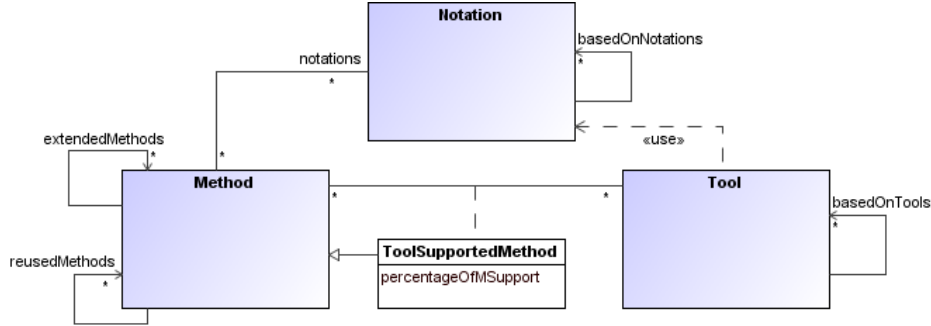 Notation
basedOnNotations
*
notations
*
«use»
extendedMethods
*
*
Method
*
*
Tool
basedOnTools
*
reusedMethods
*
ToolSupportedMethod
percentageOfMSupport